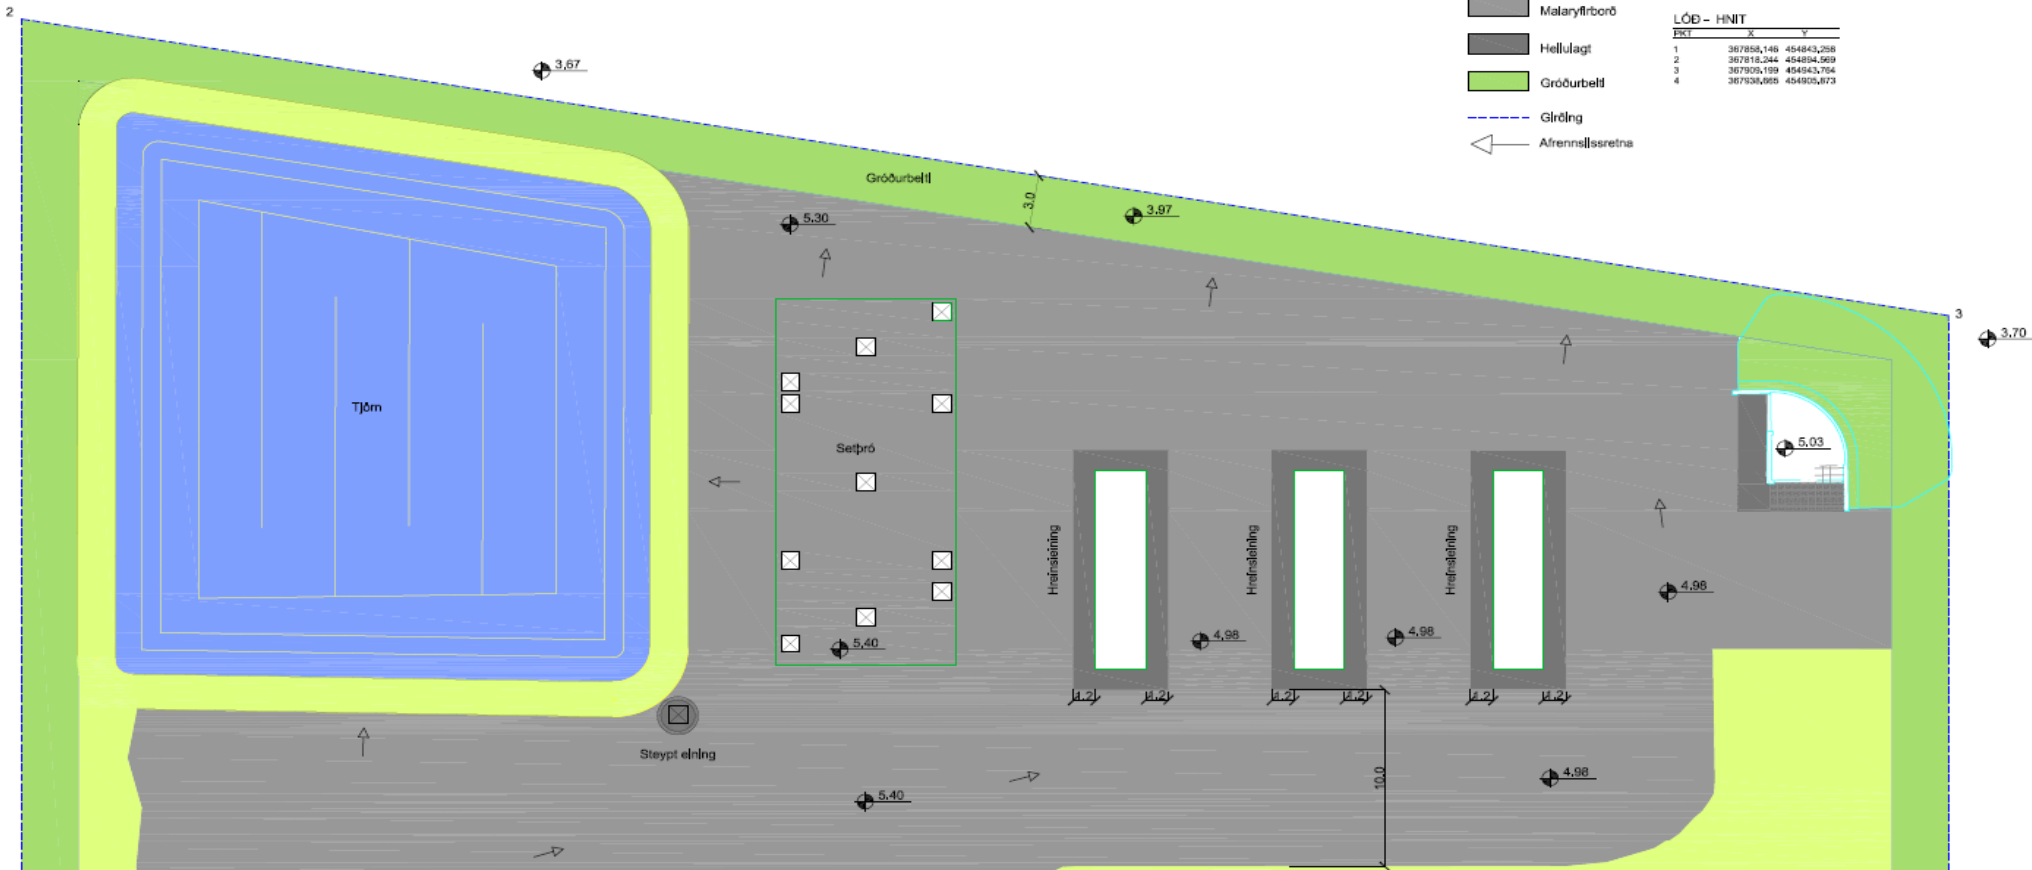 Malaryfirborð
Hellulagt
Gróðurbelti
Girðing
Afrennslissretna
LÓÐ - HNIT
PKT X Y
1 367858,146 454843,258
2 367818,244 454894,569
3 367909,199 454943,764
4 367938,665 454905,873
2
3,67
Gróðurbelti
3.0
3.97
5.30
3
3.70
Tjörn
Setþró
5.03
Hreinsieining
Hreinsieining
Hreinsieining
4.98
5,40
4,98
4,98
1.2
1.2
1.2
1.2
1.2
1.2
Steypt eining
10.0
4.98
5.40